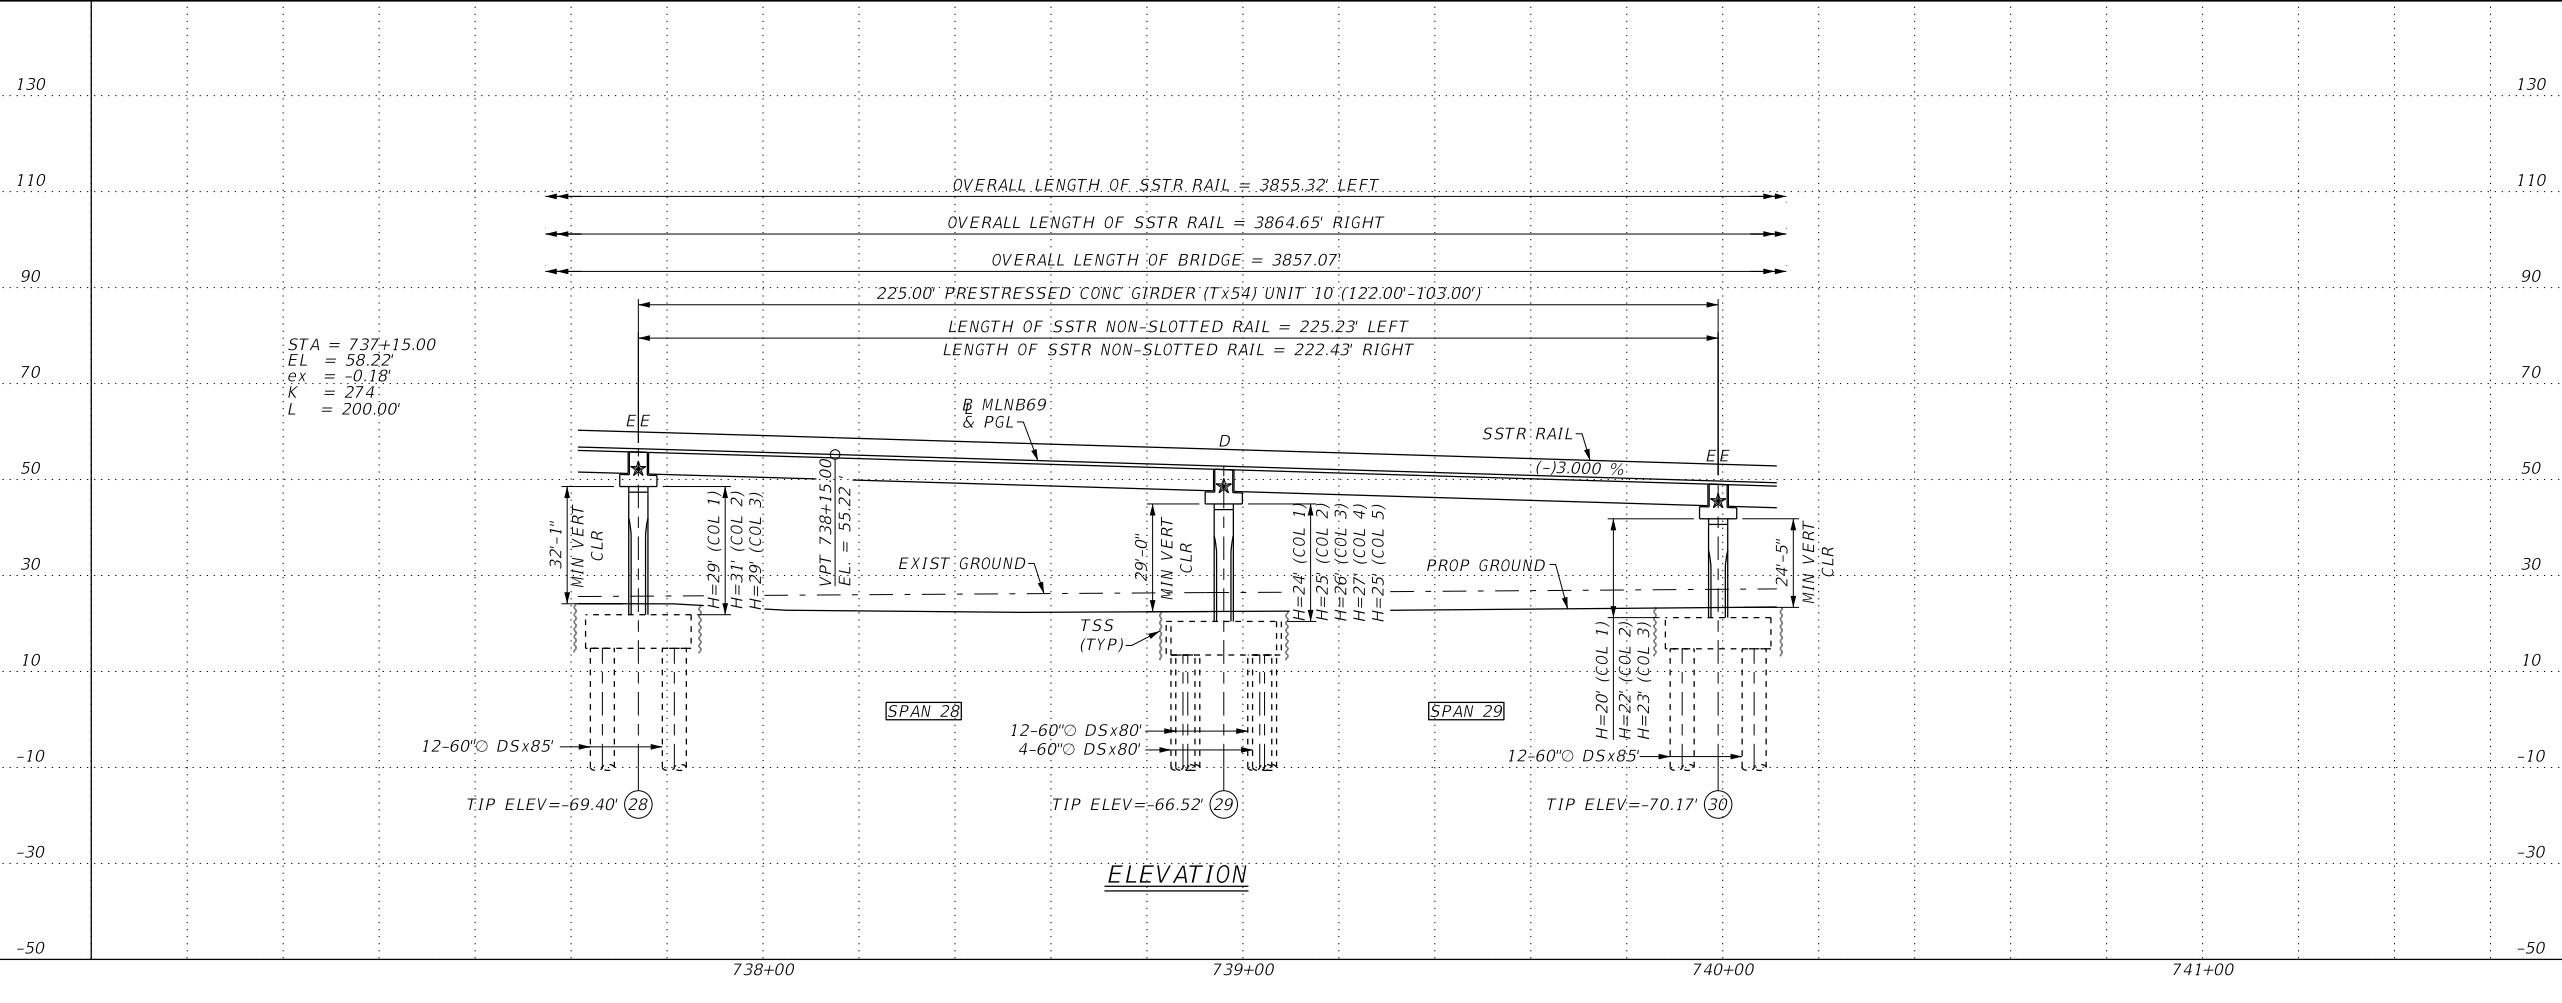 130
130
110
110
90
90
70
70
50
50
30
30
10
10
-10
-10
-30
-30
-50
-50
OVERALL LENGTH OF SSTR RAIL = 3855.32' LEFT
OVERALL LENGTH OF SSTR RAIL = 3864.65' RIGHT
OVERALL LENGTH OF BRIDGE = 3857.07'
225.00' PRESTRESSED CONC GIRDER (Tx54) UNIT 10 (122.00'-103.00')
LENGTH OF SSTR NON-SLOTTED RAIL = 225.23' LEFT
LENGTH OF SSTR NON-SLOTTED RAIL = 222.43' RIGHT
STA = 737+15.00
EL = 58.22'
ex = -0.18'
K = 274
L = 200.00'
E E
D
E E
℄ MLNB69
& PGL
SSTR RAIL
(-)3.000 %
32'-1"
MIN VERT
CLR
H=29' (COL 1)
H=31' (COL 2)
H=29' (COL 3)
VPT 738+15.00
EL. = 55.22
EXIST GROUND
29'-0"
MIN VERT
CLR
H=24' (COL 1)
H=25' (COL 2)
H=26' (COL 3)
H=27' (COL 4)
H=25' (COL 5)
PROP GROUND
24'-5"
MIN VERT
CLR
H=20' (COL 1)
H=22' (COL 2)
H=23' (COL 3)
TSS
(TYP)
SPAN 28
SPAN 29
12-60"∅ DSx85'
12-60"∅ DSx80'
4-60"∅ DSx80'
12-60"∅ DSx85'
TIP ELEV=-69.40' 28
TIP ELEV=-66.52' 29
TIP ELEV=-70.17' 30
ELEVATION
738+00
739+00
740+00
741+00